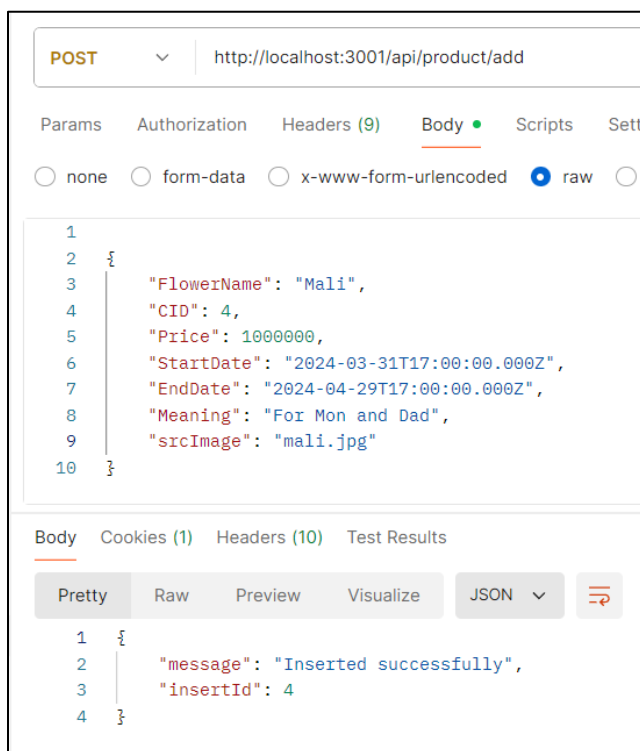 POST http://localhost:3001/api/product/add
Params Authorization Headers (9) Body Scripts Sett
none form-data x-www-form-urlencoded raw
1
2 {
3 "FlowerName": "Mali",
4 "CID": 4,
5 "Price": 1000000,
6 "StartDate": "2024-03-31T17:00:00.000Z",
7 "EndDate": "2024-04-29T17:00:00.000Z",
8 "Meaning": "For Mon and Dad",
9 "srcImage": "mali.jpg"
10 }
Body Cookies (1) Headers (10) Test Results
Pretty Raw Preview Visualize JSON
1 {
2 "message": "Inserted successfully",
3 "insertId": 4
4 }